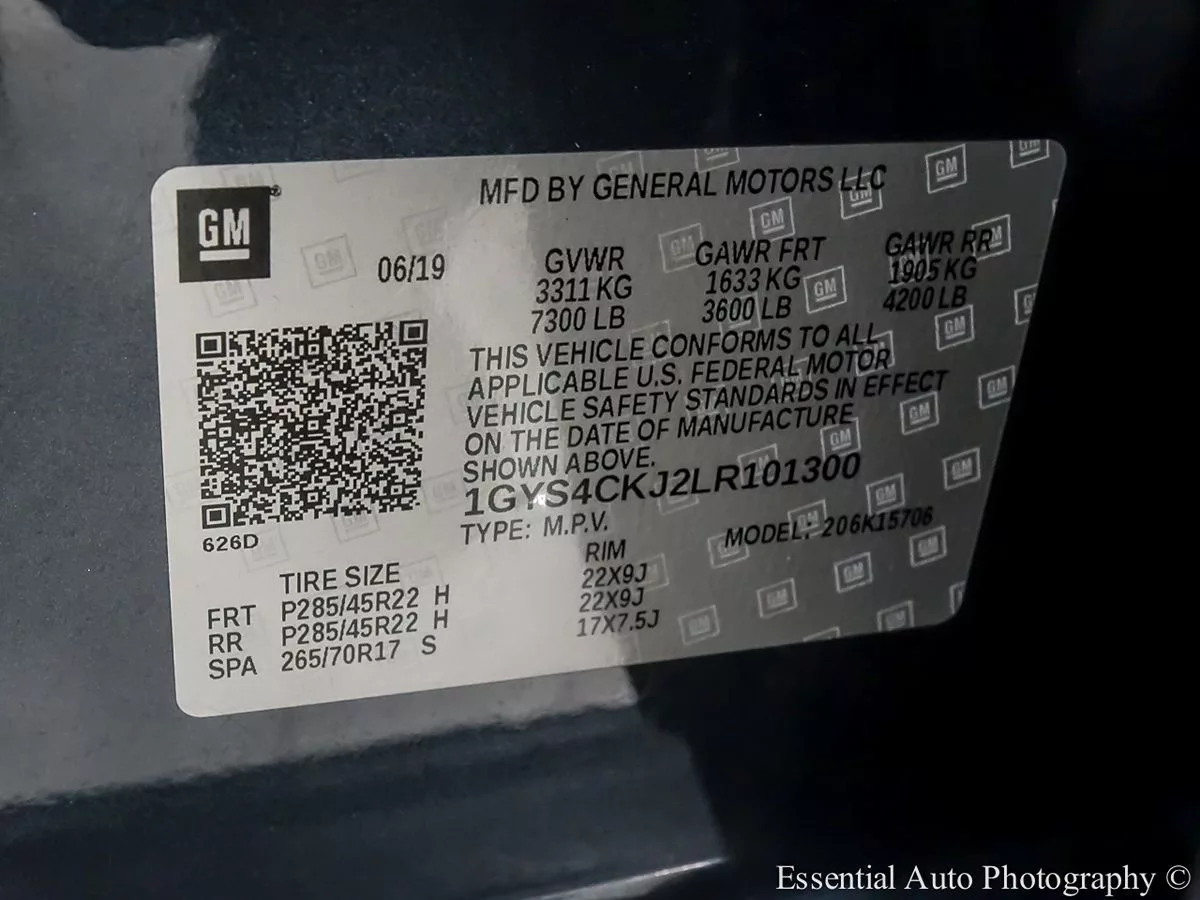 GM
MFD BY GENERAL MOTORS LLC
06/19
GVWR GAWR FRT GAWR RR
3311 KG 1633 KG 1905 KG
7300 LB 3600 LB 4200 LB
THIS VEHICLE CONFORMS TO ALL
APPLICABLE U.S. FEDERAL MOTOR
VEHICLE SAFETY STANDARDS IN EFFECT
ON THE DATE OF MANUFACTURE
SHOWN ABOVE.
1GYS4CKJ2LR101300
TYPE: M.P.V. MODEL: 206K15706
626D
TIRE SIZE RIM
FRT P285/45R22 H 22X9J
RR P285/45R22 H 22X9J
SPA 265/70R17 S 17X7.5J
Essential Auto Photography ©